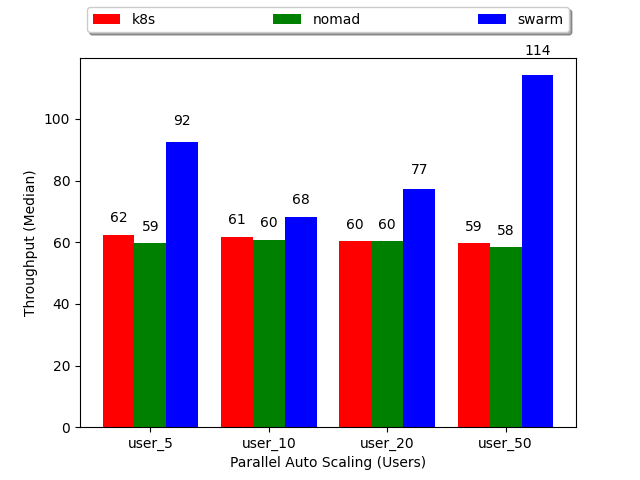 k8s nomad swarm
114
92
77
68
62 59 61 60 60 60 59 58
100
80
60
40
20
0
Throughput (Median)
user_5 user_10 user_20 user_50
Parallel Auto Scaling (Users)